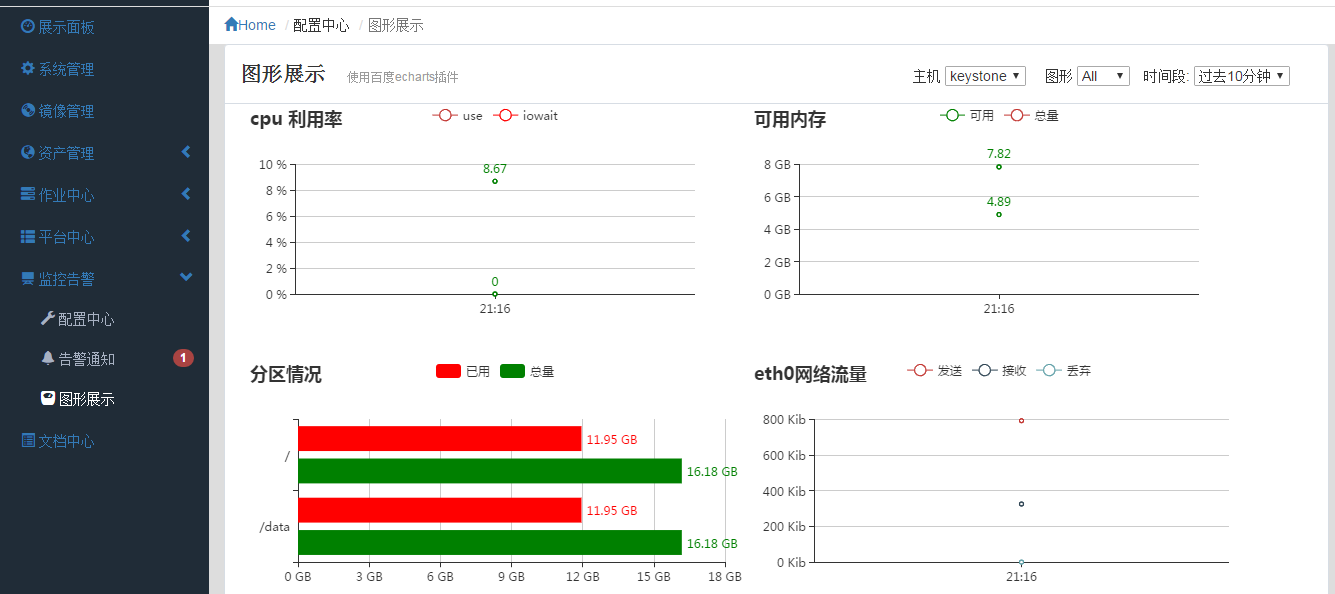 展示面板
系统管理
镜像管理
资产管理
作业中心
平台中心
监控告警
配置中心
告警通知 1
图形展示
文档中心
Home / 配置中心 / 图形展示
图形展示 使用百度echarts插件
主机 keystone 图形 All 时间段: 过去10分钟
cpu 利用率
use iowait
10 %
8 %
6 %
4 %
2 %
0 %
8.67
0
21:16
可用内存
可用 总量
8 GB
6 GB
4 GB
2 GB
0 GB
7.82
4.89
21:16
分区情况
已用 总量
/
11.95 GB
16.18 GB
/data
11.95 GB
16.18 GB
0 GB 3 GB 6 GB 9 GB 12 GB 15 GB 18 GB
eth0网络流量
发送 接收 丢弃
800 Kib
600 Kib
400 Kib
200 Kib
0 Kib
21:16